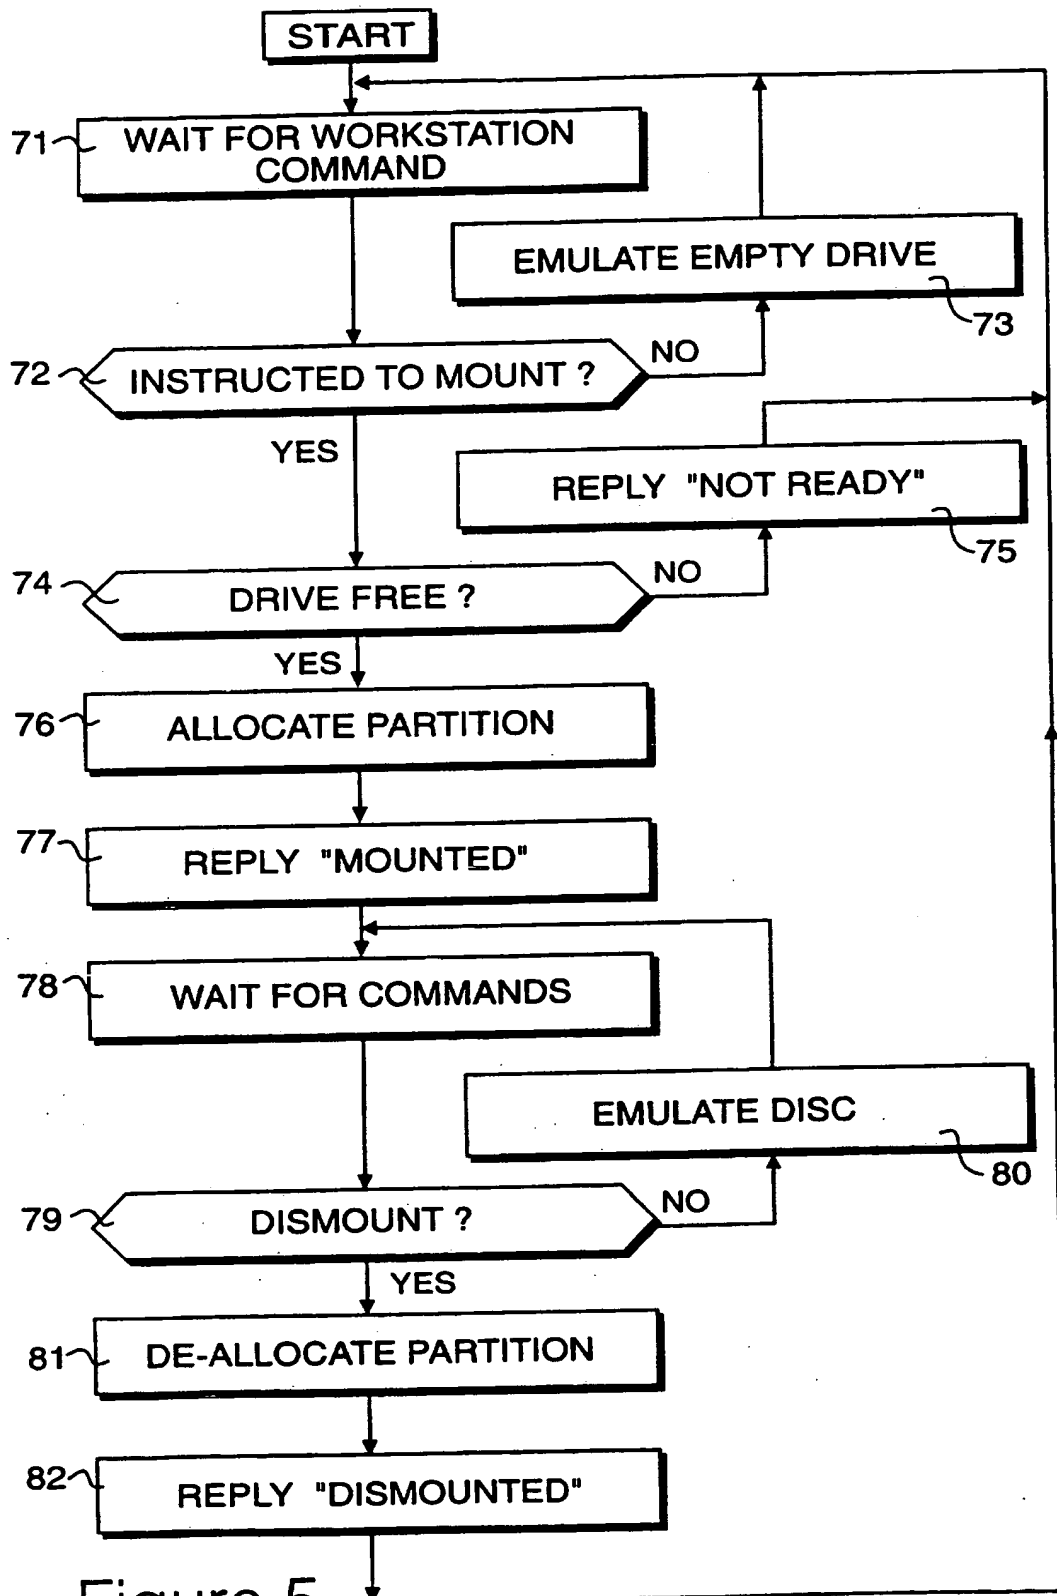 START
71
WAIT FOR WORKSTATION
COMMAND
EMULATE EMPTY DRIVE
73
72
INSTRUCTED TO MOUNT ?
NO
YES
REPLY "NOT READY"
75
74
DRIVE FREE ?
NO
YES
76
ALLOCATE PARTITION
77
REPLY "MOUNTED"
78
WAIT FOR COMMANDS
EMULATE DISC
80
79
DISMOUNT ?
NO
YES
81
DE-ALLOCATE PARTITION
82
REPLY "DISMOUNTED"
Figure 5